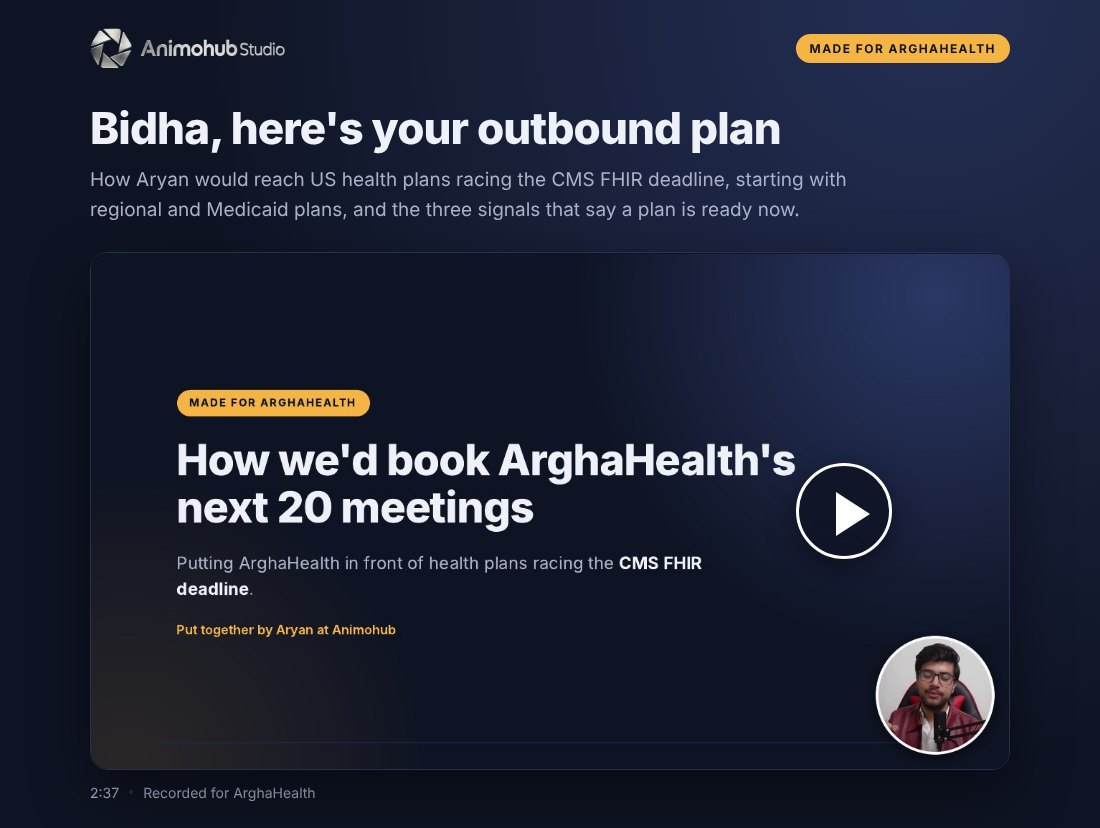 Animohub Studio
MADE FOR ARGHAHEALTH
Bidha, here's your outbound plan
How Aryan would reach US health plans racing the CMS FHIR deadline, starting with
regional and Medicaid plans, and the three signals that say a plan is ready now.
MADE FOR ARGHAHEALTH
How we'd book ArghaHealth's
next 20 meetings
Putting ArghaHealth in front of health plans racing the CMS FHIR
deadline.
Put together by Aryan at Animohub
2:37 · Recorded for ArghaHealth